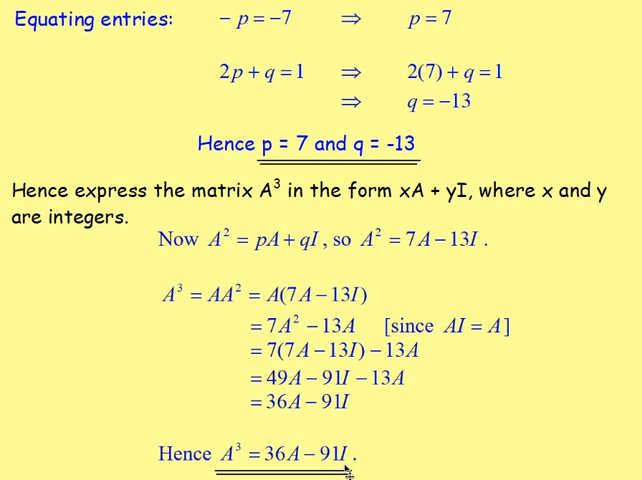 Equating entries: − p = −7 ⇒ p = 7
2p + q = 1 ⇒ 2(7) + q = 1
⇒ q = −13
Hence p = 7 and q = -13
Hence express the matrix A³ in the form xA + yI, where x and y
are integers.
Now A² = pA + qI , so A² = 7A − 13I .
A³ = AA² = A(7A − 13I)
= 7A² − 13A [since AI = A]
= 7(7A − 13I) − 13A
= 49A − 91I − 13A
= 36A − 91I
Hence A³ = 36A − 91I .